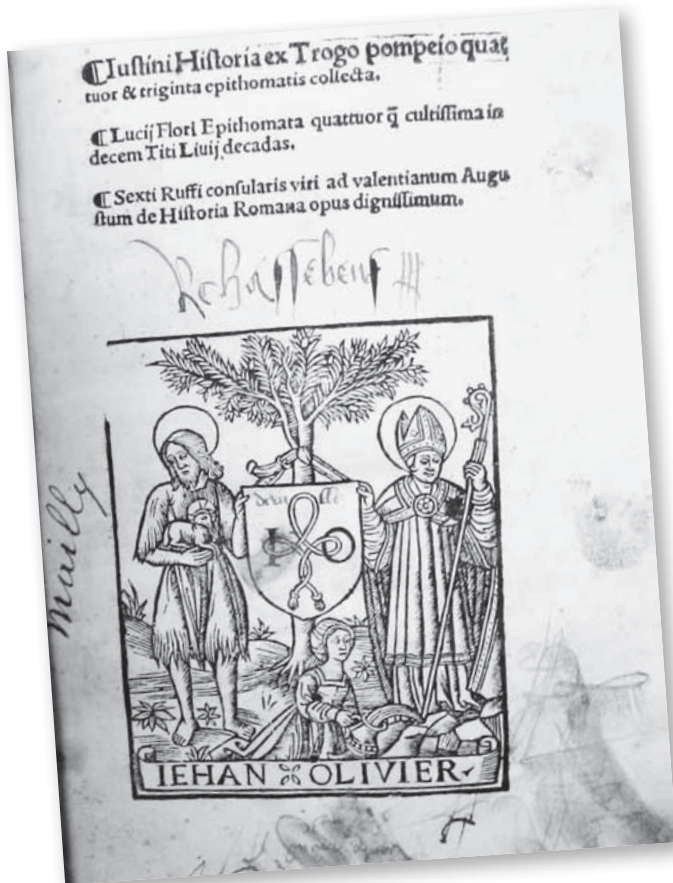 ⁋Iuſtini Hiſtoria ex Trogo pompeio quat
tuor & triginta epithomatis collecta.
⁋Lucij Flori Epithomata quattuor q̄ cultiſſima in
decem Titi Liuij decadas.
⁋Sexti Ruffi conſularis viri ad valentianum Augu
ſtum de Hiſtoria Romana opus digniſſimum.
mailly
IEHAN OLIVIER